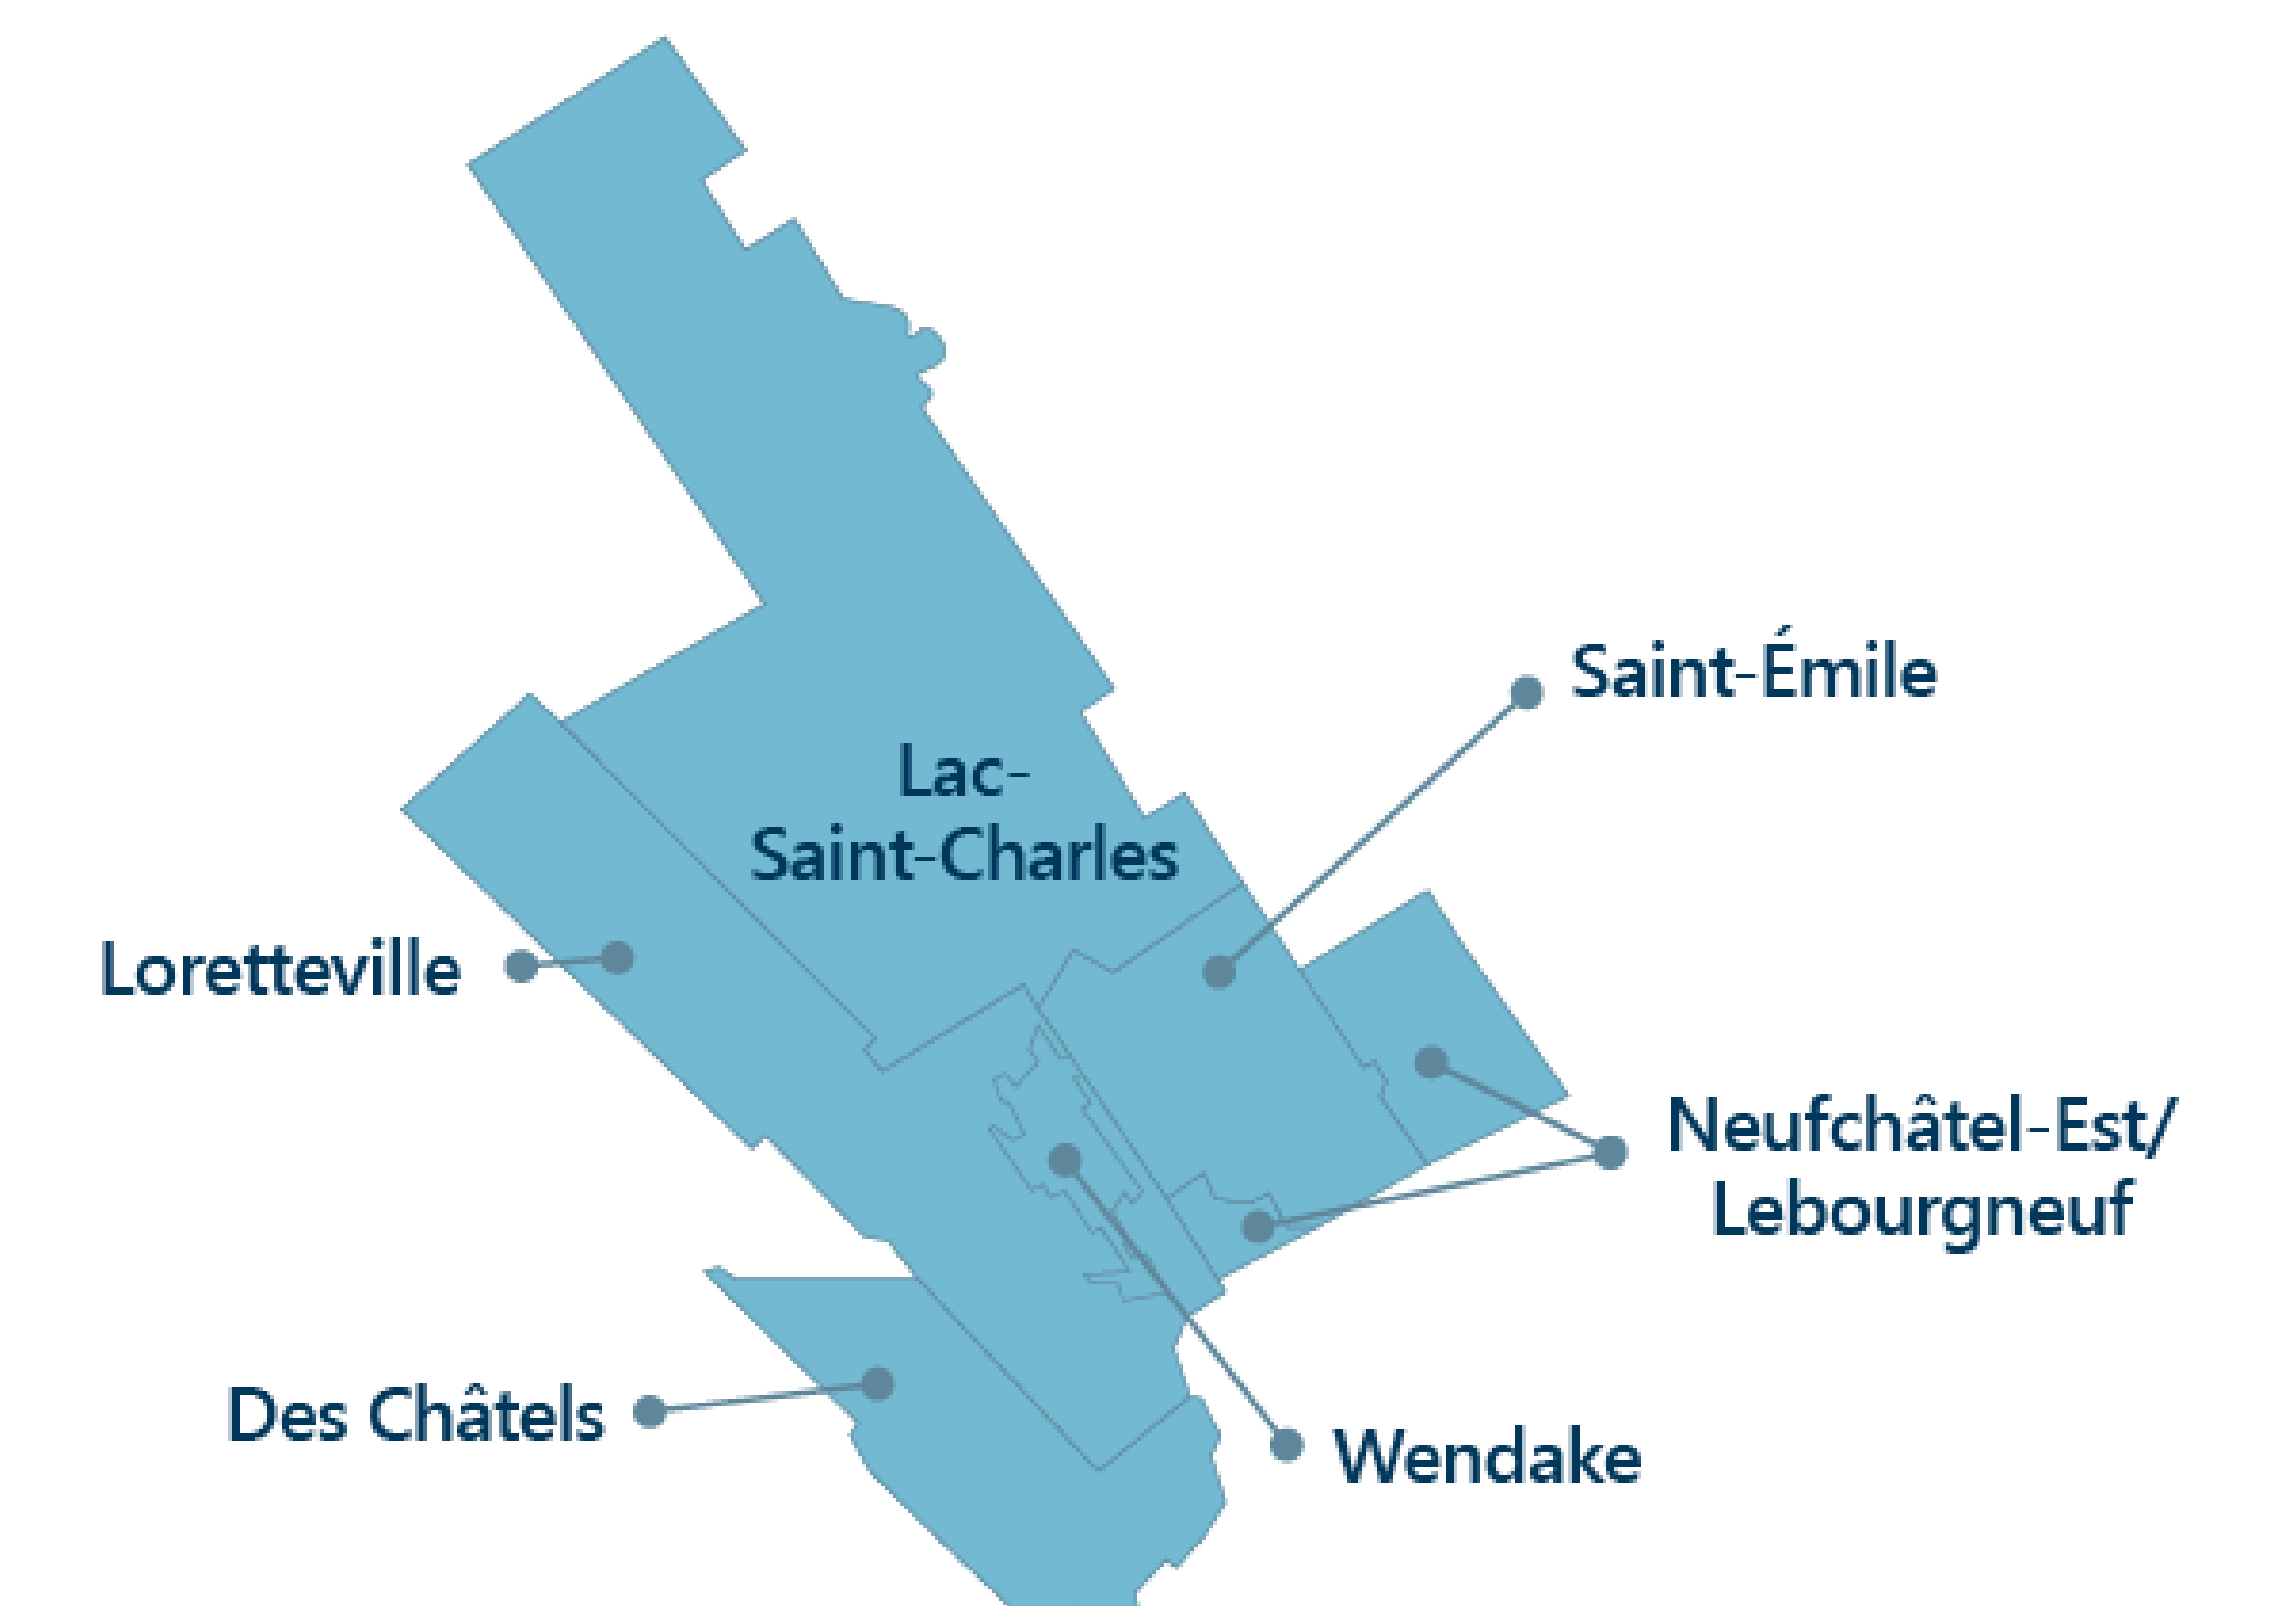 Saint-Émile
Lac-
Saint-Charles
Loretteville
Neufchâtel-Est/
Lebourgneuf
Des Châtels
Wendake